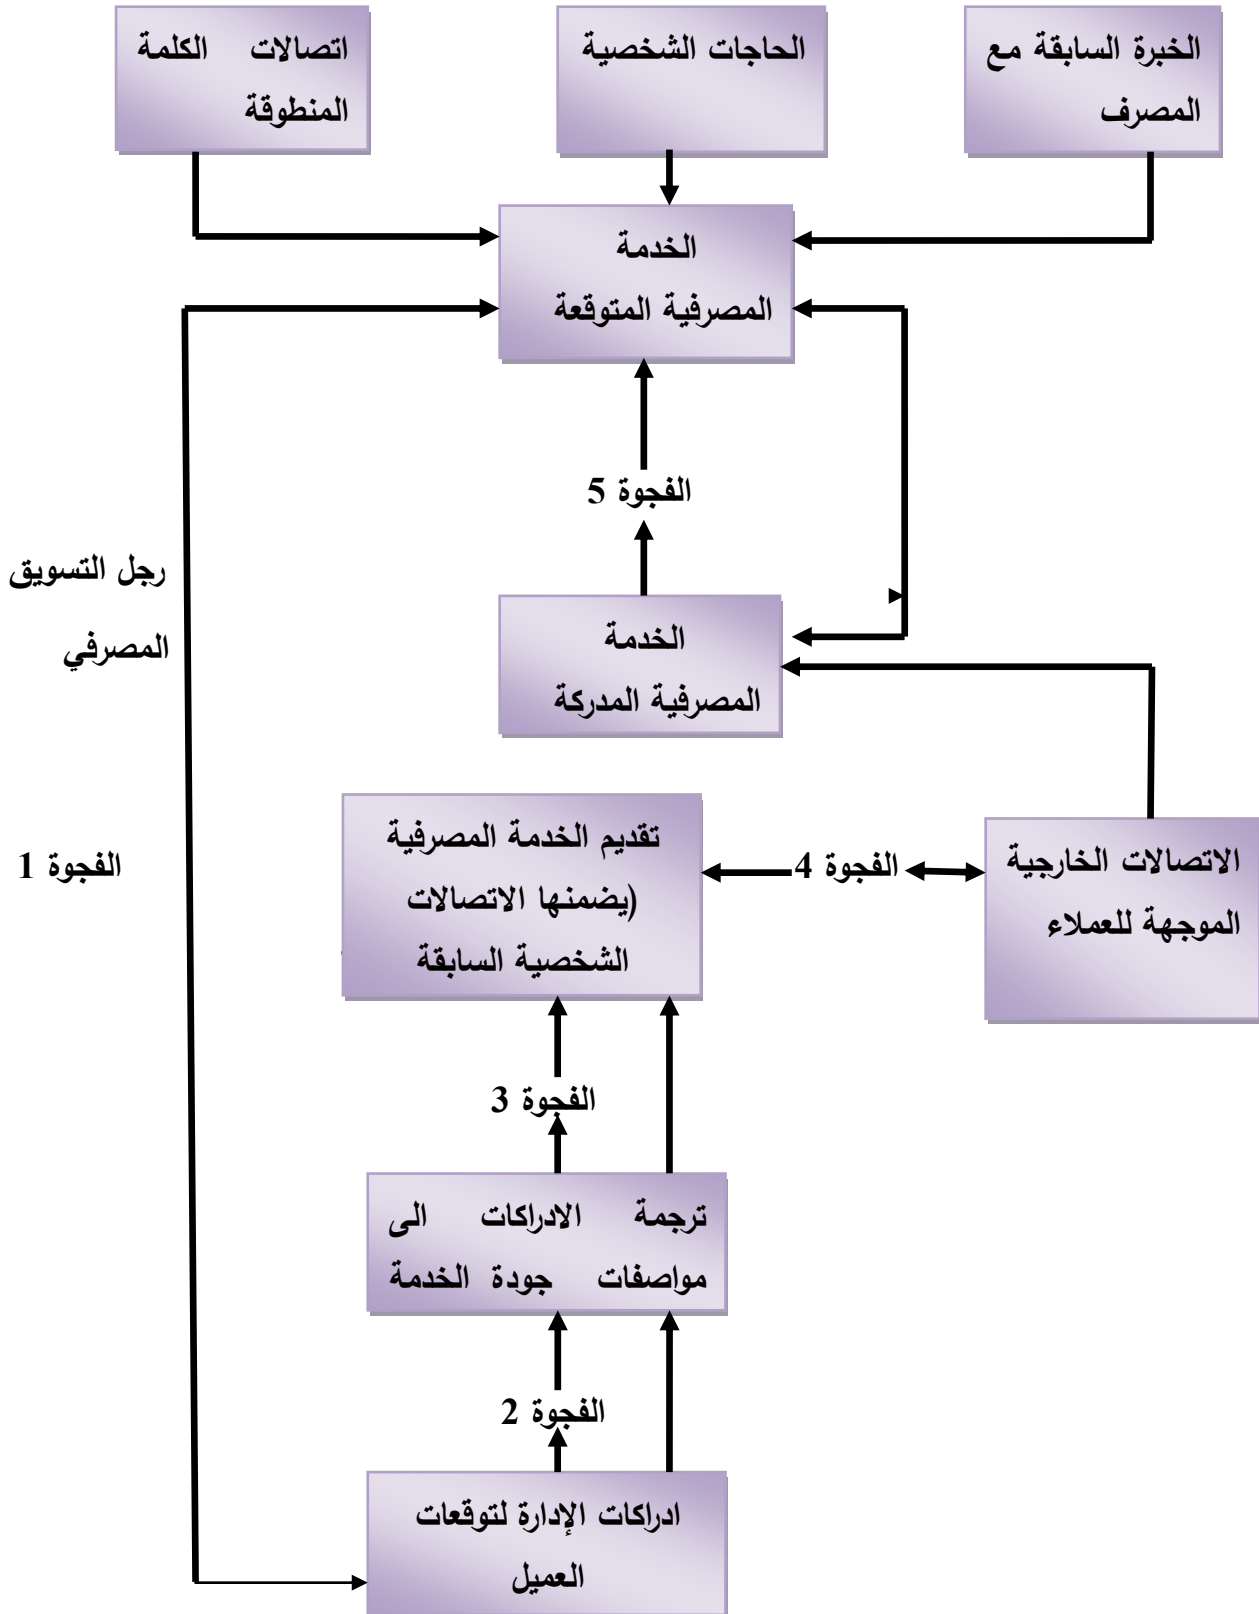 الخبرة السابقة مع
المصرف
الحاجات الشخصية
اتصالات الكلمة
المنطوقة
الخدمة
المصرفية المتوقعة
الفجوة 5
رجل التسويق
المصرفي
الخدمة
المصرفية المدركة
الاتصالات الخارجية
الموجهة للعملاء
الفجوة 4
تقديم الخدمة المصرفية
(يضمنها الاتصالات
الشخصية السابقة
الفجوة 1
الفجوة 3
ترجمة الادراكات الى
مواصفات جودة الخدمة
الفجوة 2
ادراكات الإدارة لتوقعات
العميل